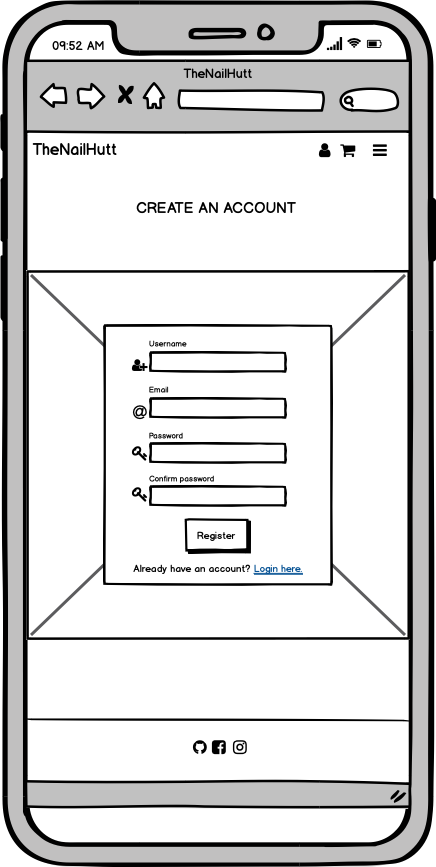 09:52 AM
TheNailHutt
TheNailHutt
CREATE AN ACCOUNT
Username
Email
@
Password
Confirm password
Register
Already have an account? Login here.